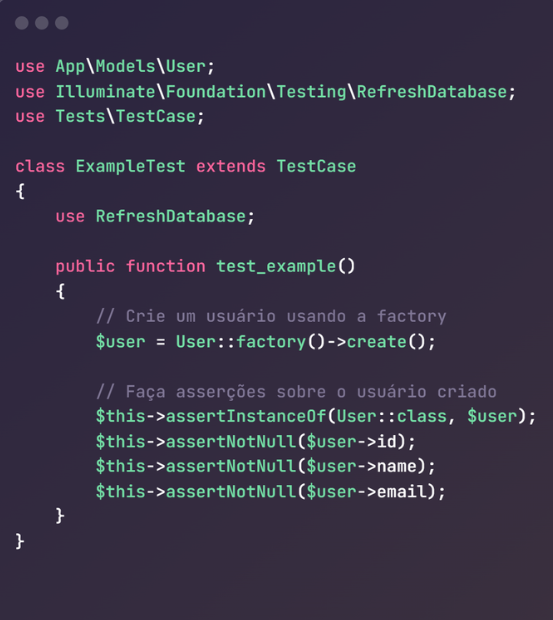 use App\Models\User;
use Illuminate\Foundation\Testing\RefreshDatabase;
use Tests\TestCase;

class ExampleTest extends TestCase
{
    use RefreshDatabase;

    public function test_example()
    {
        // Crie um usuário usando a factory
        $user = User::factory()->create();

        // Faça asserções sobre o usuário criado
        $this->assertInstanceOf(User::class, $user);
        $this->assertNotNull($user->id);
        $this->assertNotNull($user->name);
        $this->assertNotNull($user->email);
    }
}